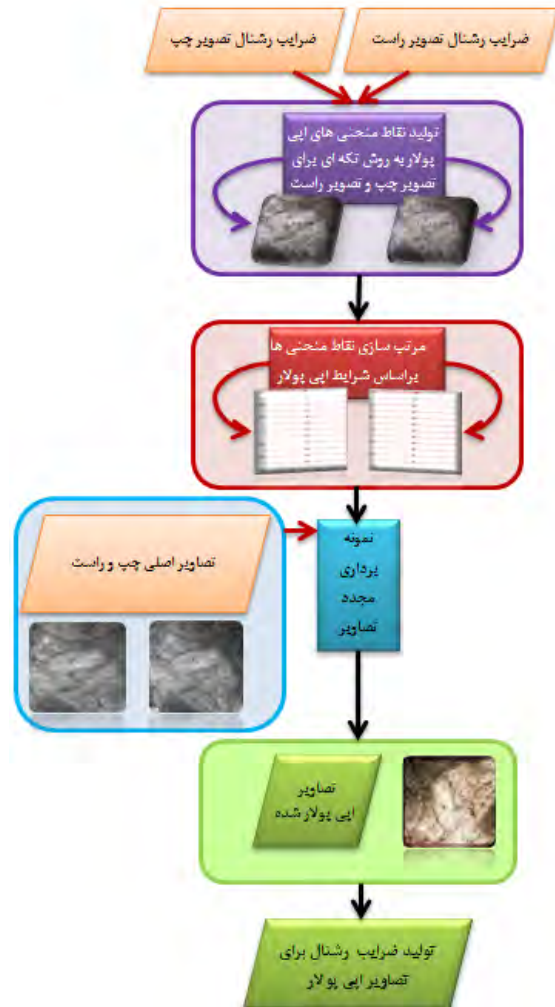 ضرایب رشنال تصویر راست
ضرایب رشنال تصویر چپ
تولید نقاط منحنی های اپی
پولار به روش تکه ای برای
تصویر چپ و تصویر راست
مرتب سازی نقاط منحنی ها
براساس شرایط اپی پولار
تصاویر اصلی چپ و راست
نمونه
برداری
مجدد
تصاویر
تصاویر
اپی پولار شده
تولید ضرایب رشنال برای
تصاویر اپی پولار